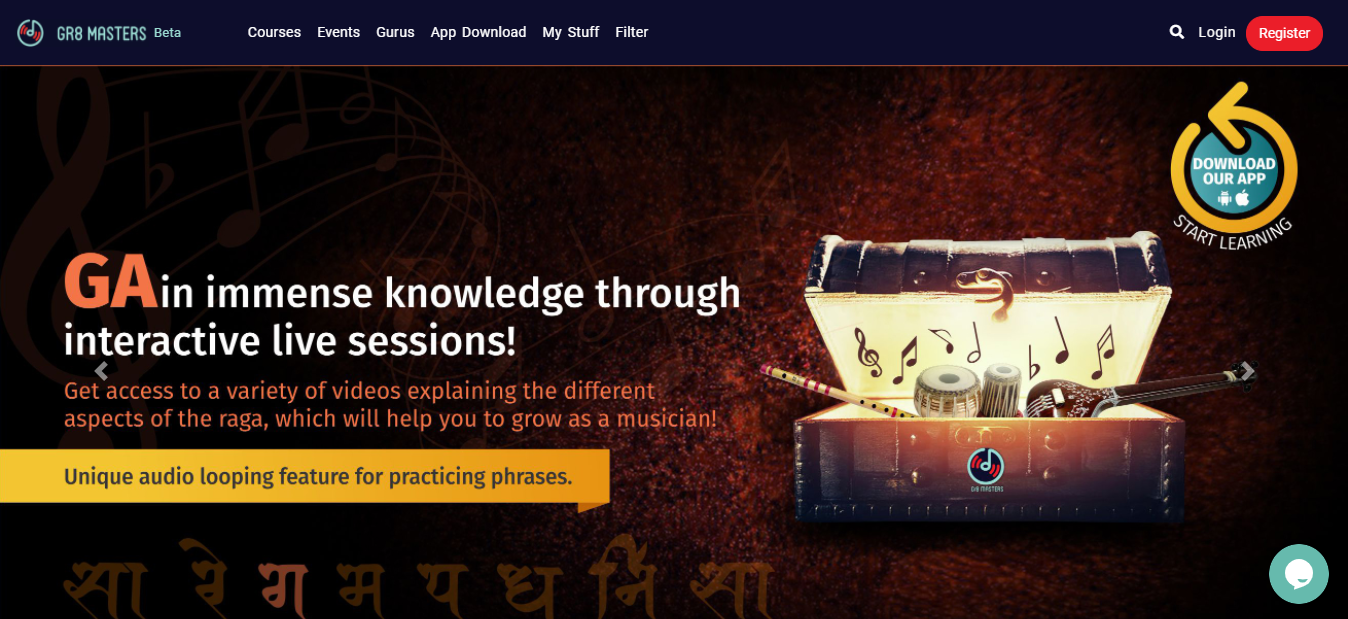 GR8 MASTERS Beta
Courses Events Gurus App Download My Stuff Filter
Login Register
DOWNLOAD
OUR APP
START LEARNING
GAin immense knowledge through
interactive live sessions!
Get access to a variety of videos explaining the different
aspects of the raga, which will help you to grow as a musician!
Unique audio looping feature for practicing phrases.
GR8 MASTERS
सा रे ग म प ध नि सा